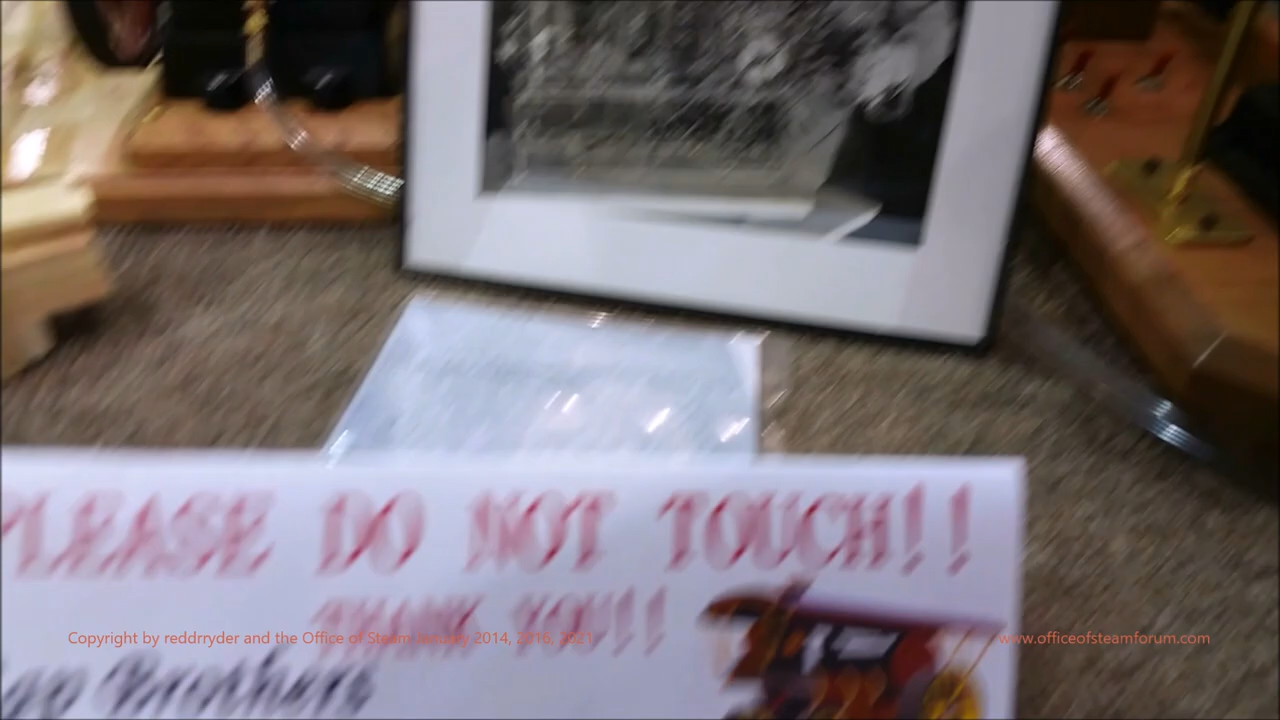 PLEASE DO NOT TOUCH!!
THANK YOU!!
Copyright by reddrryder and the Office of Steam January 2014, 2016, 2021
www.officeofsteamforum.com
Brothers